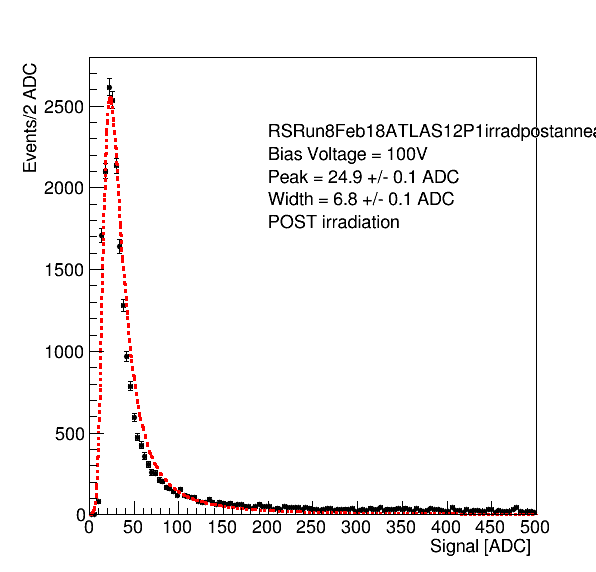 Events/2 ADC
2500
2000
1500
1000
500
0
RSRun8Feb18ATLAS12P1irradpostannea
Bias Voltage = 100V
Peak = 24.9 +/- 0.1 ADC
Width = 6.8 +/- 0.1 ADC
POST irradiation
0 50 100 150 200 250 300 350 400 450 500
Signal [ADC]